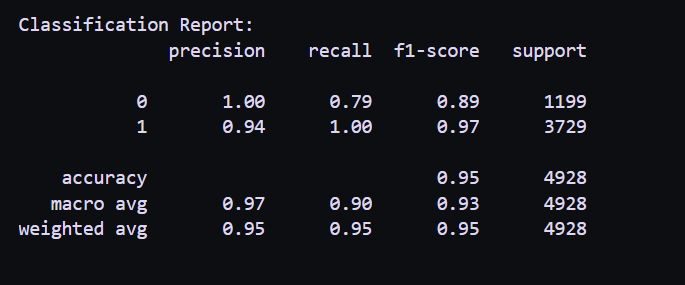 Classification Report:
precision recall f1-score support
0 1.00 0.79 0.89 1199
1 0.94 1.00 0.97 3729
accuracy 0.95 4928
macro avg 0.97 0.90 0.93 4928
weighted avg 0.95 0.95 0.95 4928